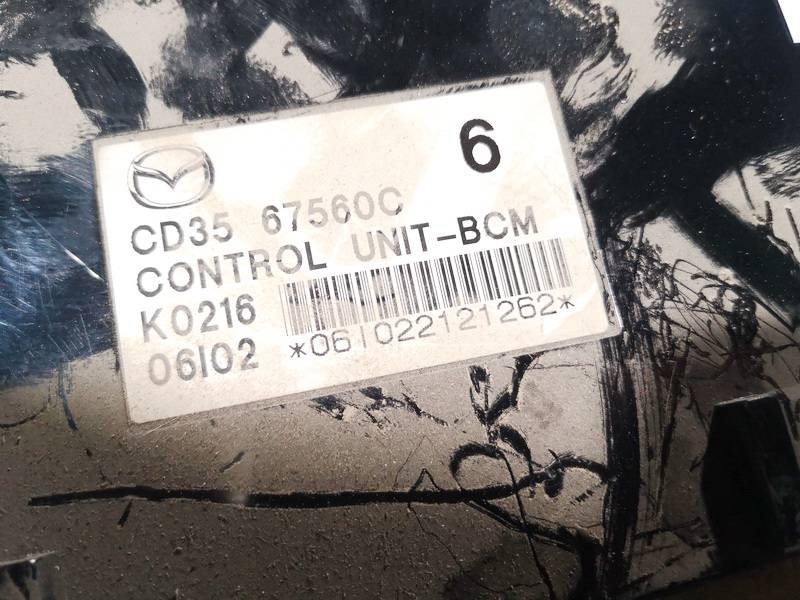 6
CD35 67560C
CONTROL UNIT-BCM
K0216
06I02
*06I022121262*